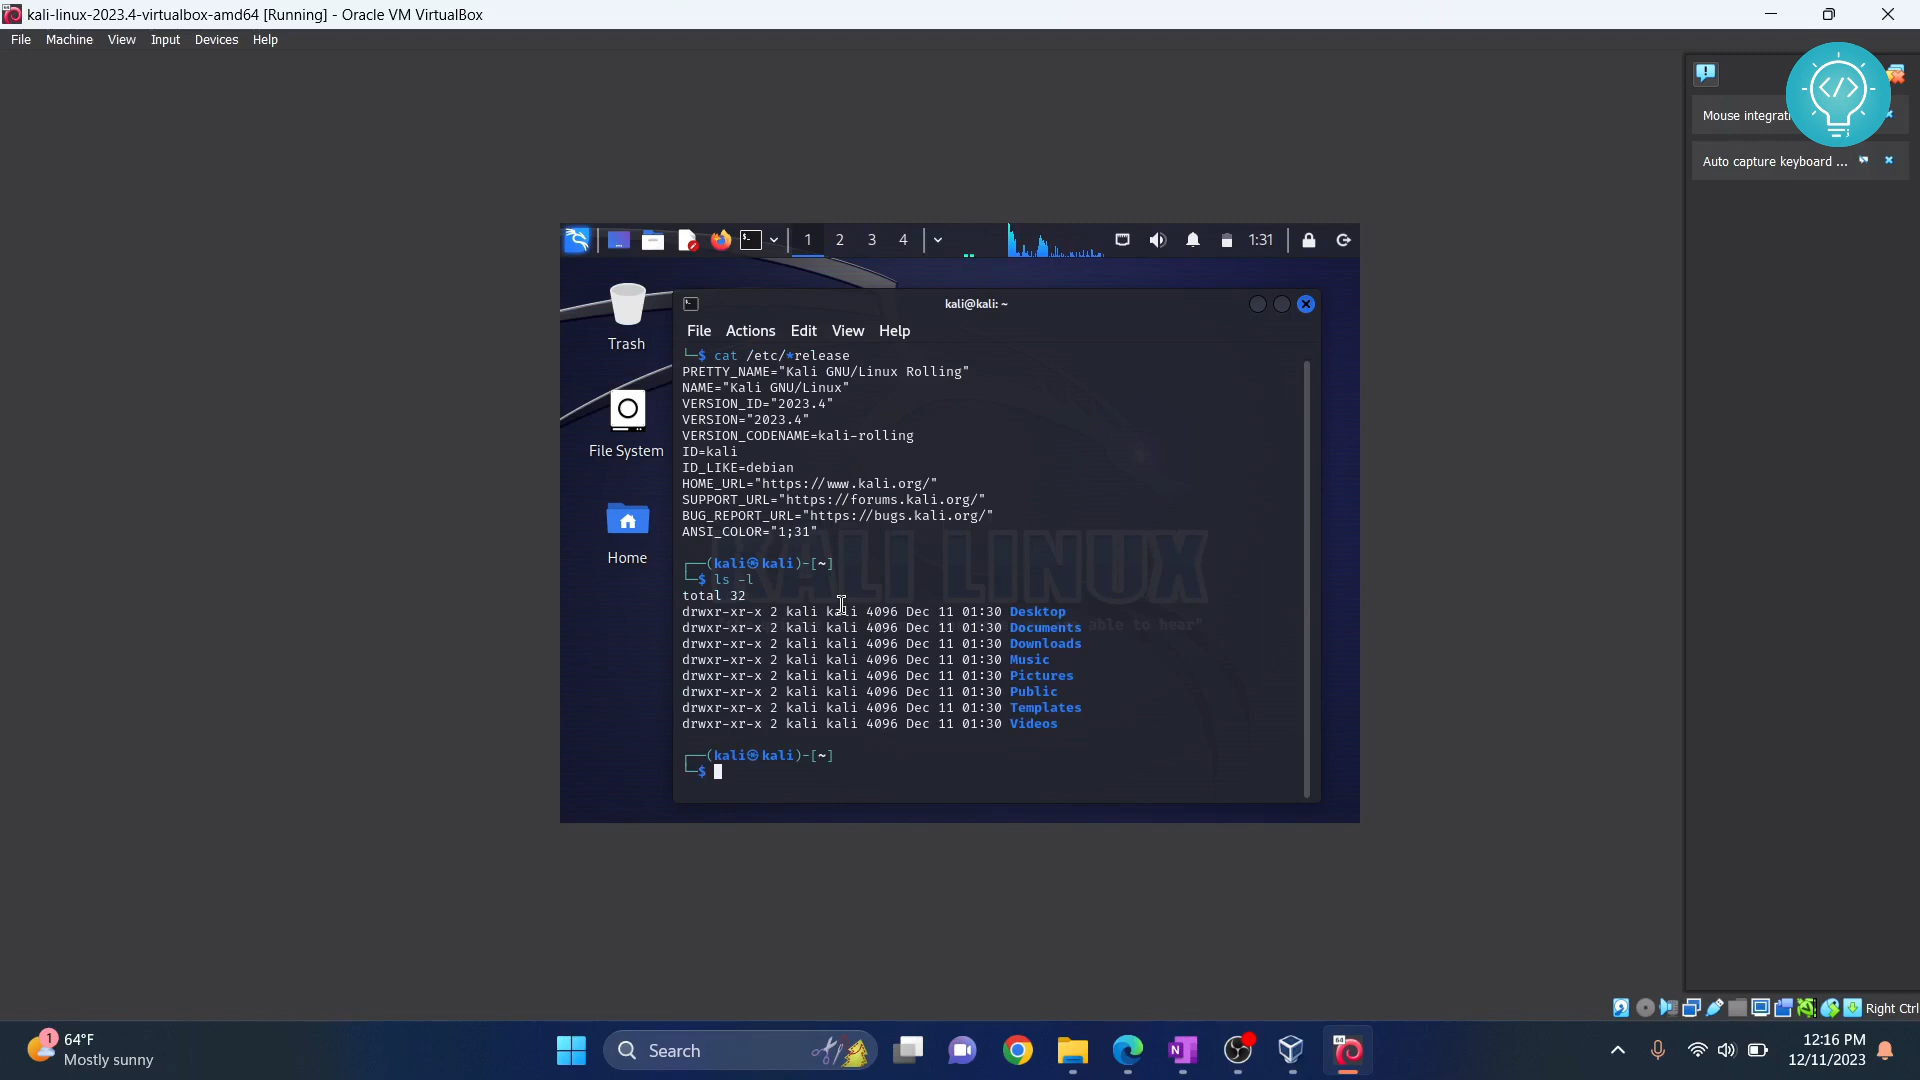 kali-linux-2023.4-virtualbox-amd64 [Running] - Oracle VM VirtualBox
File Machine View Input Devices Help
Mouse integrati
Auto capture keyboard ...
1 2 3 4 1:31
Trash
File System
Home
kali@kali: ~
File Actions Edit View Help
└─$ cat /etc/*release
PRETTY_NAME="Kali GNU/Linux Rolling"
NAME="Kali GNU/Linux"
VERSION_ID="2023.4"
VERSION="2023.4"
VERSION_CODENAME=kali-rolling
ID=kali
ID_LIKE=debian
HOME_URL="https://www.kali.org/"
SUPPORT_URL="https://forums.kali.org/"
BUG_REPORT_URL="https://bugs.kali.org/"
ANSI_COLOR="1;31"
┌──(kali㉿kali)-[~]
└─$ ls -l
total 32
drwxr-xr-x 2 kali kali 4096 Dec 11 01:30 Desktop
drwxr-xr-x 2 kali kali 4096 Dec 11 01:30 Documents
drwxr-xr-x 2 kali kali 4096 Dec 11 01:30 Downloads
drwxr-xr-x 2 kali kali 4096 Dec 11 01:30 Music
drwxr-xr-x 2 kali kali 4096 Dec 11 01:30 Pictures
drwxr-xr-x 2 kali kali 4096 Dec 11 01:30 Public
drwxr-xr-x 2 kali kali 4096 Dec 11 01:30 Templates
drwxr-xr-x 2 kali kali 4096 Dec 11 01:30 Videos
┌──(kali㉿kali)-[~]
└─$
KALI LINUX
able to hear"
Right Ctrl
1
64°F
Mostly sunny
Search
12:16 PM
12/11/2023